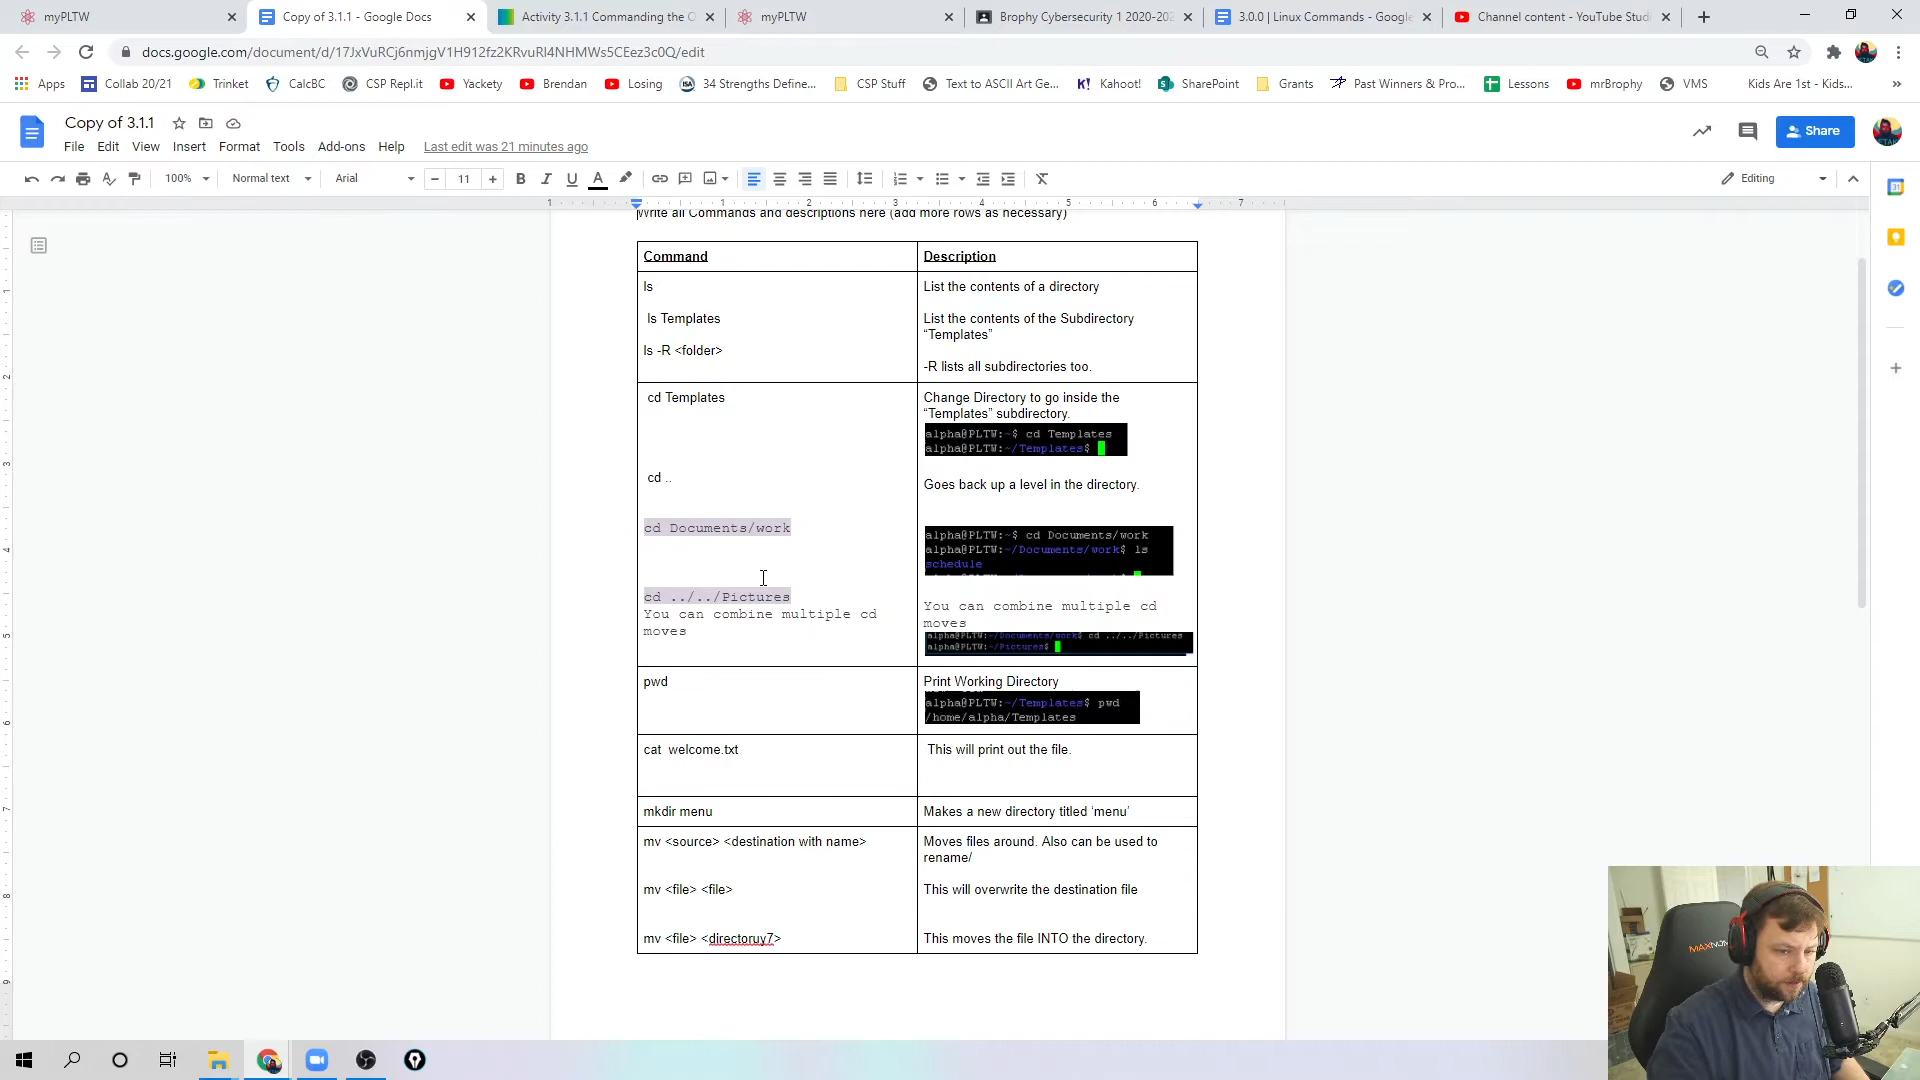 myPLTW
Copy of 3.1.1 - Google Docs
Activity 3.1.1 Commanding the O
myPLTW
Brophy Cybersecurity 1 2020-202
3.0.0 | Linux Commands - Google
Channel content - YouTube Studi
docs.google.com/document/d/17JxVuRCj6nmjgV1H912fz2KRvuRl4NHMWs5CEez3c0Q/edit
Apps
Collab 20/21
Trinket
CalcBC
CSP Repl.it
Yackety
Brendan
Losing
34 Strengths Define...
CSP Stuff
Text to ASCII Art Ge...
Kahoot!
SharePoint
Grants
Past Winners & Pro...
Lessons
mrBrophy
VMS
Kids Are 1st - Kids...
Copy of 3.1.1
Share
File Edit View Insert Format Tools Add-ons Help Last edit was 21 minutes ago
100% Normal text Arial 11 Editing
Write all Commands and descriptions here (add more rows as necessary)
Command
Description
ls
List the contents of a directory
ls Templates
List the contents of the Subdirectory
“Templates”
ls -R <folder>
-R lists all subdirectories too.
cd Templates
Change Directory to go inside the
“Templates” subdirectory.
alpha@PLTW:~$ cd Templates
alpha@PLTW:~/Templates$
cd ..
Goes back up a level in the directory.
cd Documents/work
alpha@PLTW:~$ cd Documents/work
alpha@PLTW:~/Documents/work$ ls
schedule
cd ../../Pictures
You can combine multiple cd
moves
You can combine multiple cd
moves
alpha@PLTW:~/Documents/work$ cd ../../Pictures
alpha@PLTW:~/Pictures$
pwd
Print Working Directory
alpha@PLTW:~/Templates$ pwd
/home/alpha/Templates
cat welcome.txt
This will print out the file.
mkdir menu
Makes a new directory titled ‘menu’
mv <source> <destination with name>
Moves files around. Also can be used to
rename/
mv <file> <file>
This will overwrite the destination file
mv <file> <directoruy7>
This moves the file INTO the directory.